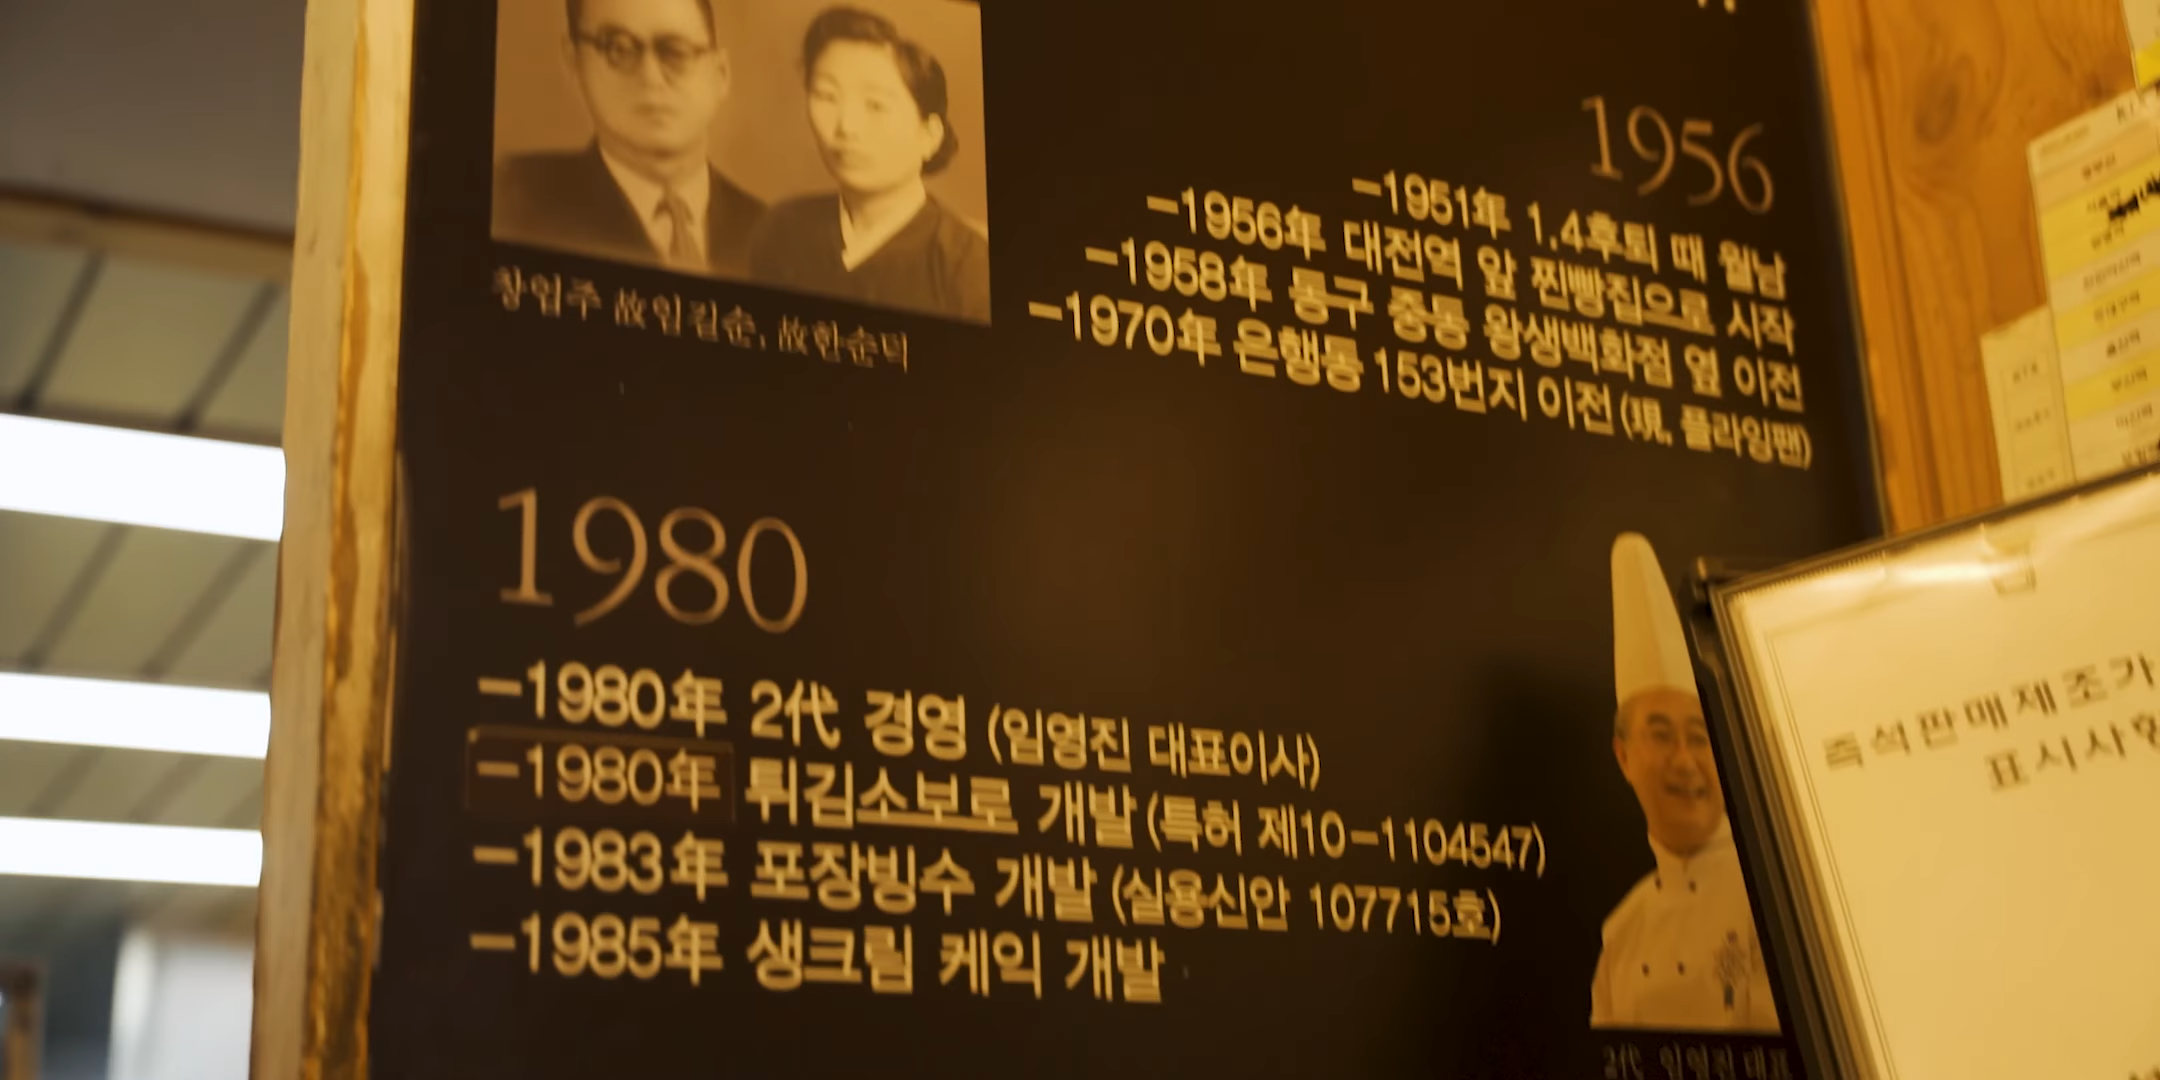 창업주 故임길순, 故한순덕
1956
-1951年 1.4후퇴 때 월남
-1956年 대전역 앞 찐빵집으로 시작
-1958年 동구 중동 왕생백화점 옆 이전
-1970年 은행동 153번지 이전 (現, 플라잉팬)
1980
-1980年 2代 경영 (임영진 대표이사)
-1980年 튀김소보로 개발 (특허 제10-1104547)
-1983年 포장빙수 개발 (실용신안 107715호)
-1985年 생크림 케익 개발
2代 임영진 대표
즉석판매제조가
표시사항